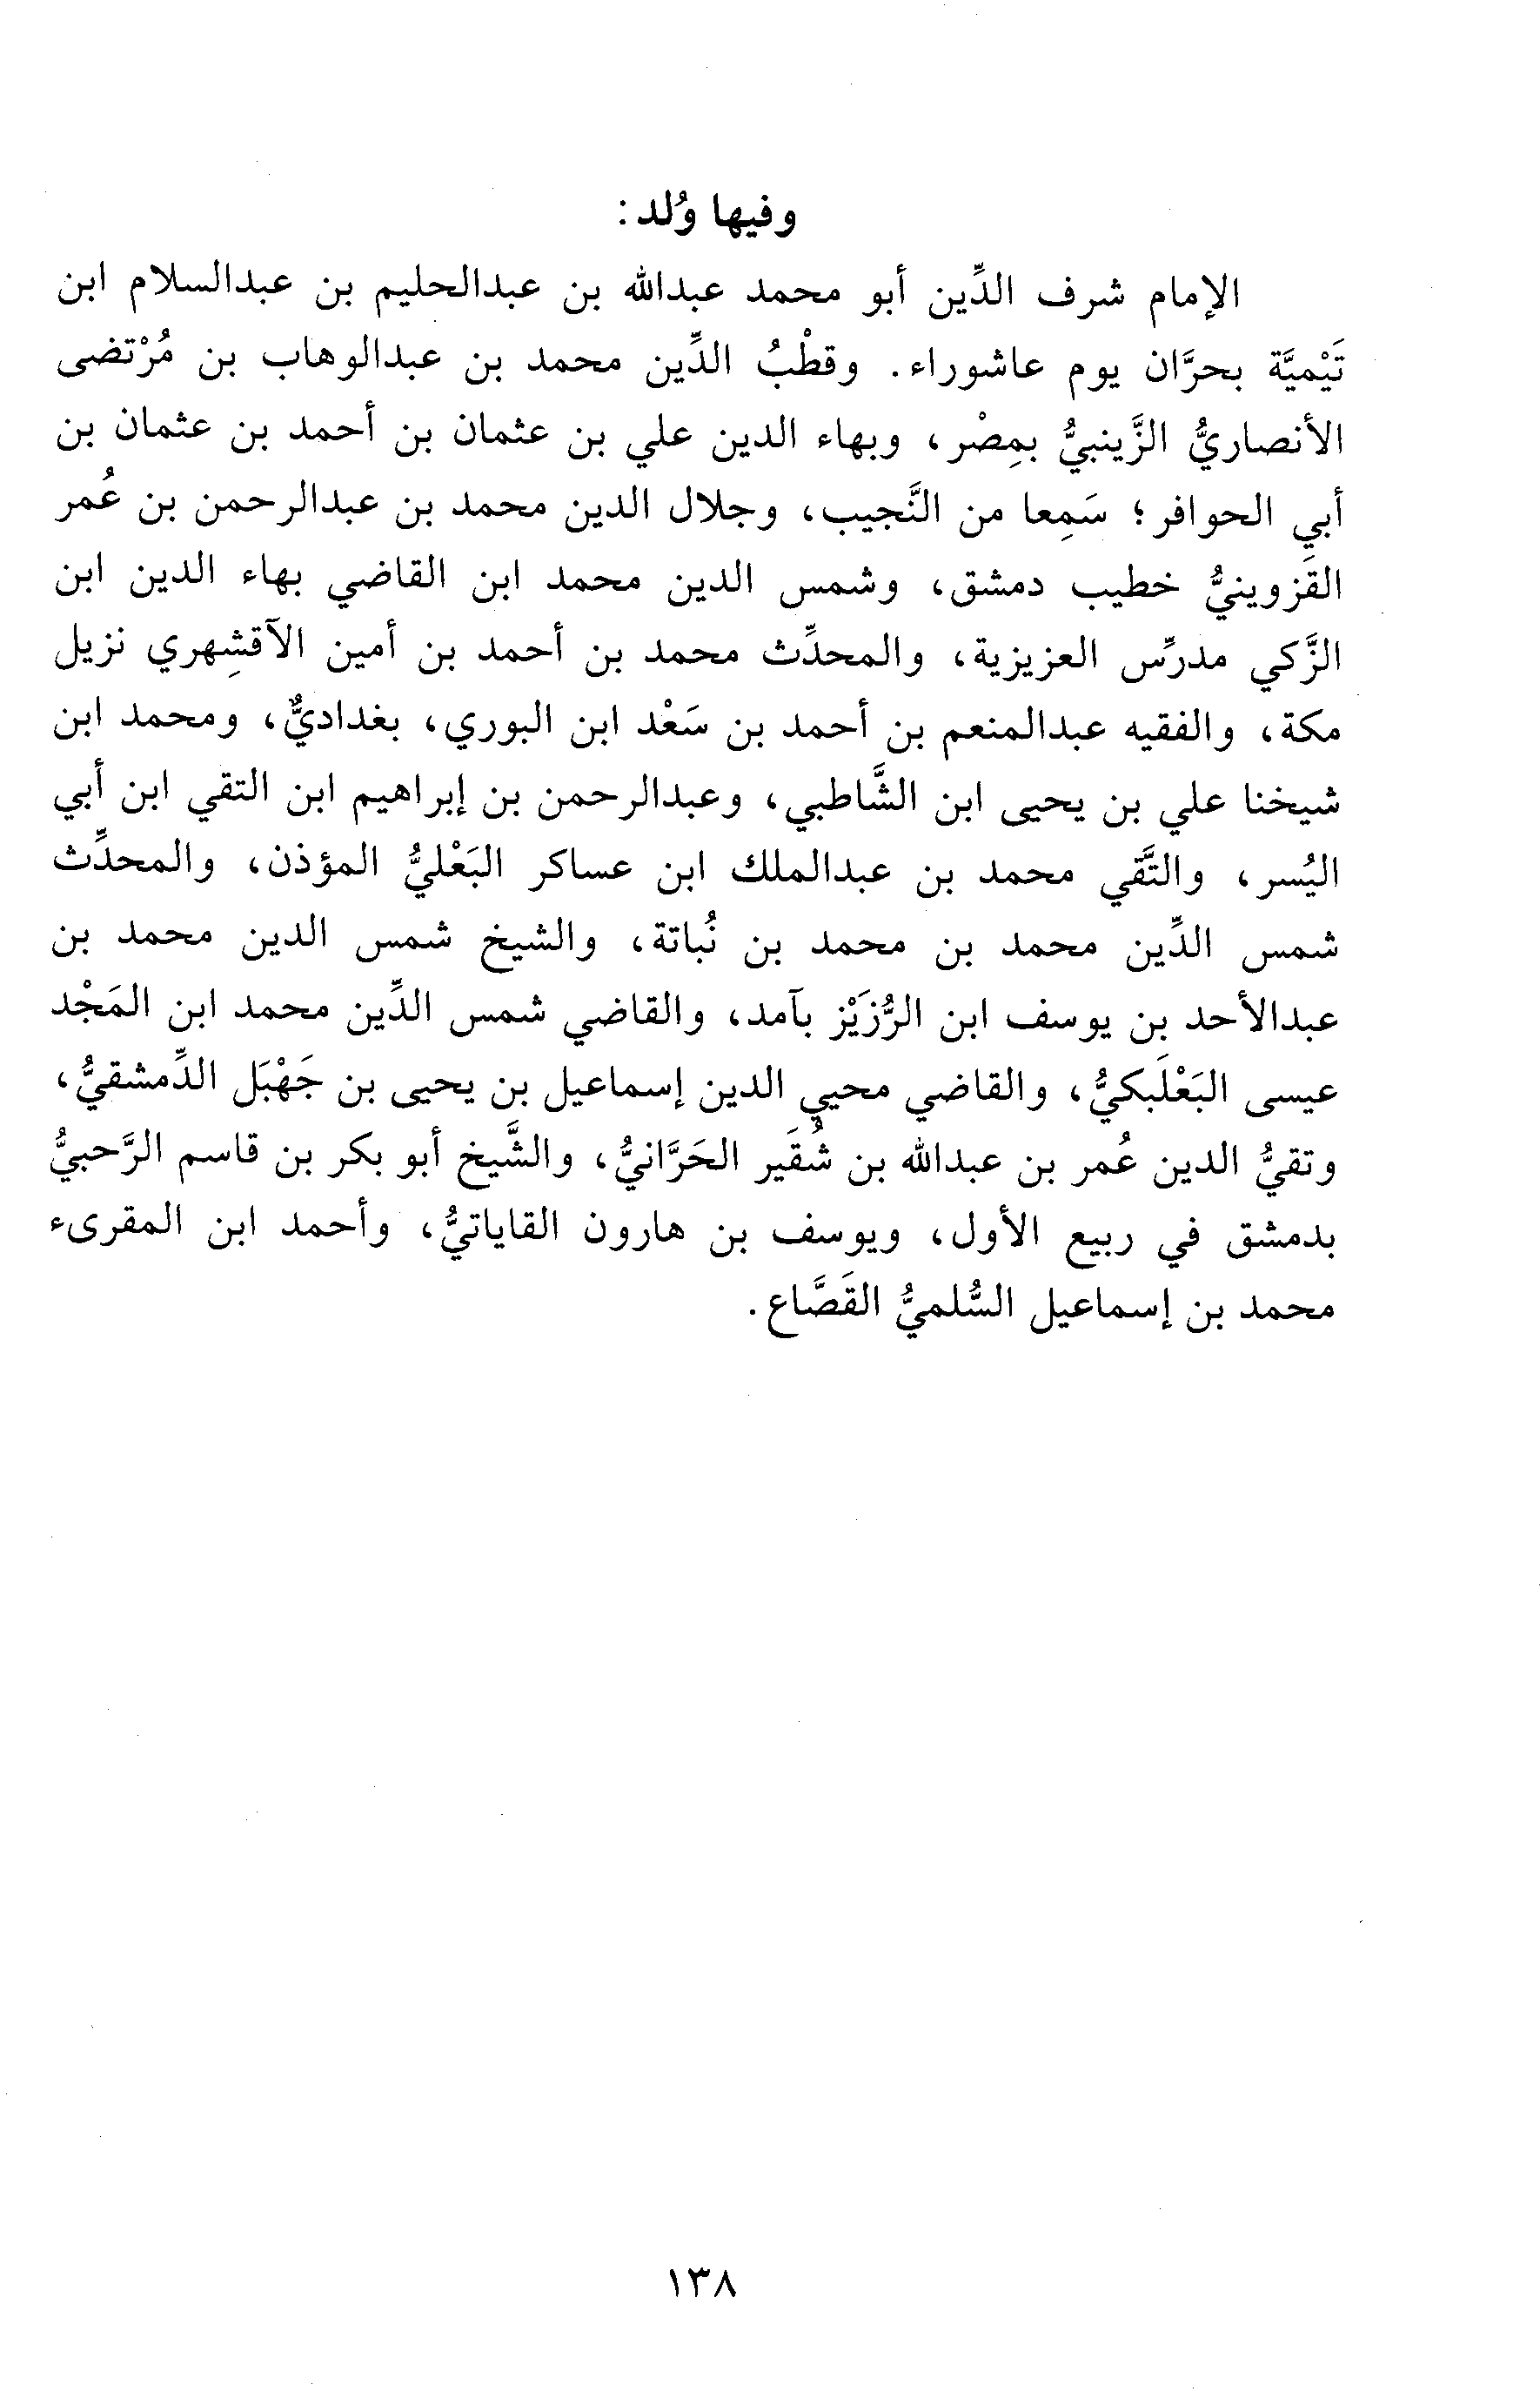 وفيها وُلد:
الإمام شرف الدِّين أبو محمد عبدالله بن عبدالحليم بن عبدالسلام ابن
تَيْميَّة بحرَّان يوم عاشوراء. وقطْبُ الدِّين محمد بن عبدالوهاب بن مُرْتضى
الأنصاريُّ الزَّينبيُّ بمِصْر، وبهاء الدين علي بن عثمان بن أحمد بن عثمان بن
أبي الحوافر؛ سَمِعا من النَّجيب، وجلال الدين محمد بن عبدالرحمن بن عُمر
القَزوينيُّ خطيب دمشق، وشمس الدين محمد ابن القاضي بهاء الدين ابن
الزَّكي مدرِّس العزيزية، والمحدِّث محمد بن أحمد بن أمين الآقشِهري نزيل
مكة، والفقيه عبدالمنعم بن أحمد بن سَعْد ابن البوري، بغداديٌّ، ومحمد ابن
شيخنا علي بن يحيى ابن الشَّاطبي، وعبدالرحمن بن إبراهيم ابن التقي ابن أبي
اليُسر، والتَّقي محمد بن عبدالملك ابن عساكر البَعْليُّ المؤذن، والمحدِّث
شمس الدِّين محمد بن محمد بن نُباتة، والشيخ شمس الدين محمد بن
عبدالأحد بن يوسف ابن الرُّزَيْز بآمد، والقاضي شمس الدِّين محمد ابن المَجْد
عيسى البَعْلَبكيُّ، والقاضي محيي الدين إسماعيل بن يحيى بن جَهْبَل الدِّمشقيُّ،
وتقيُّ الدين عُمر بن عبدالله بن شُقَير الحَرَّانيُّ، والشَّيخ أبو بكر بن قاسم الرَّحبيُّ
بدمشق في ربيع الأول، ويوسف بن هارون القاياتيُّ، وأحمد ابن المقرىء
محمد بن إسماعيل السُّلميُّ القَصَّاع.
١٣٨